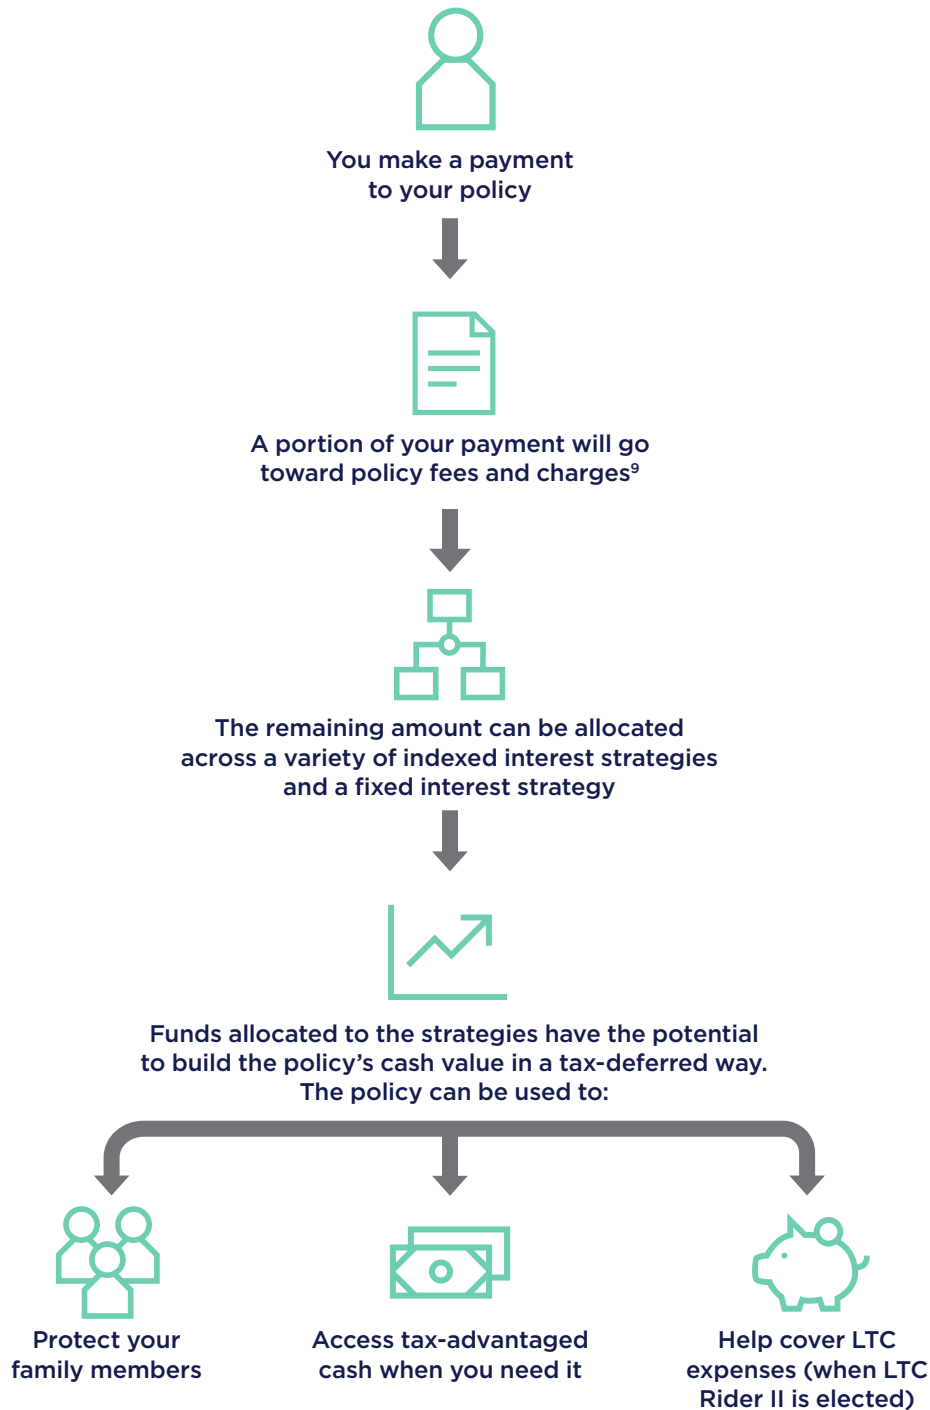 You make a payment
to your policy
A portion of your payment will go
toward policy fees and charges⁹
The remaining amount can be allocated
across a variety of indexed interest strategies
and a fixed interest strategy
Funds allocated to the strategies have the potential
to build the policy’s cash value in a tax-deferred way.
The policy can be used to:
Protect your
family members
Access tax-advantaged
cash when you need it
Help cover LTC
expenses (when LTC
Rider II is elected)